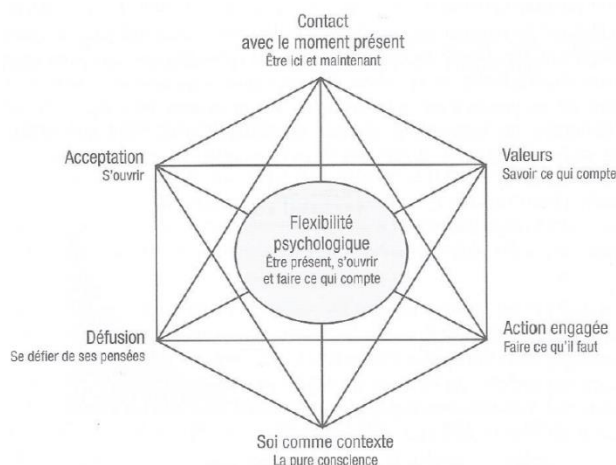 Contact
avec le moment présent
Être ici et maintenant
Acceptation
S'ouvrir
Valeurs
Savoir ce qui compte
Flexibilité
psychologique
Être présent, s'ouvrir
et faire ce qui compte
Défusion
Se défier de ses pensées
Action engagée
Faire ce qu'il faut
Soi comme contexte
La pure conscience